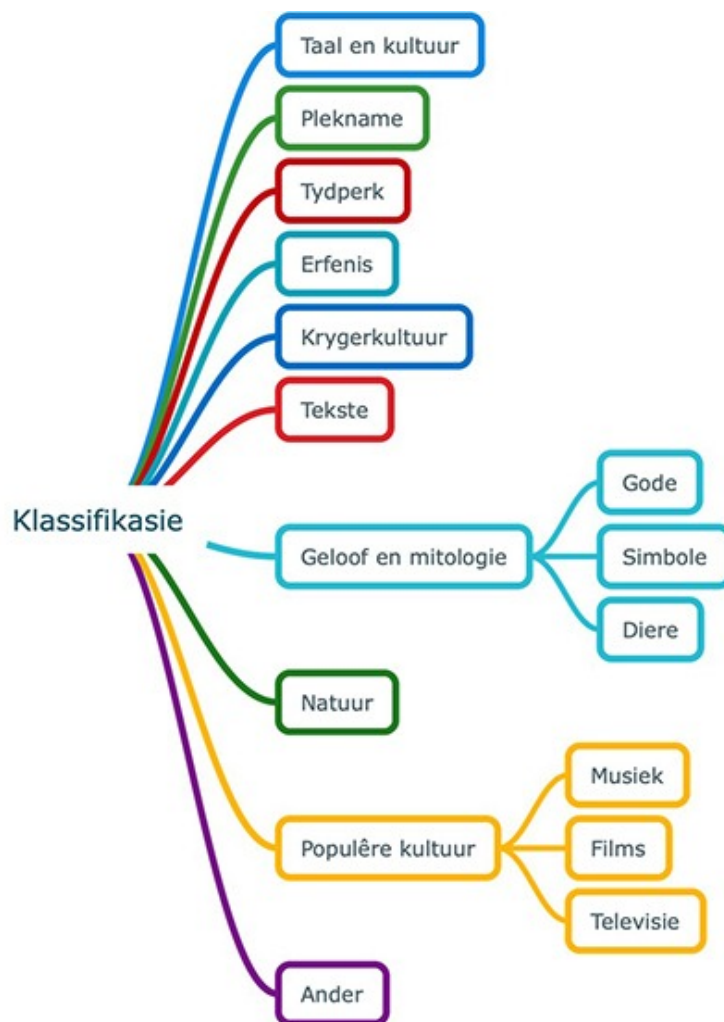 Taal en kultuur
Plekname
Tydperk
Erfenis
Krygerkultuur
Tekste
Klassifikasie
Geloof en mitologie
Gode
Simbole
Diere
Natuur
Populêre kultuur
Musiek
Films
Televisie
Ander